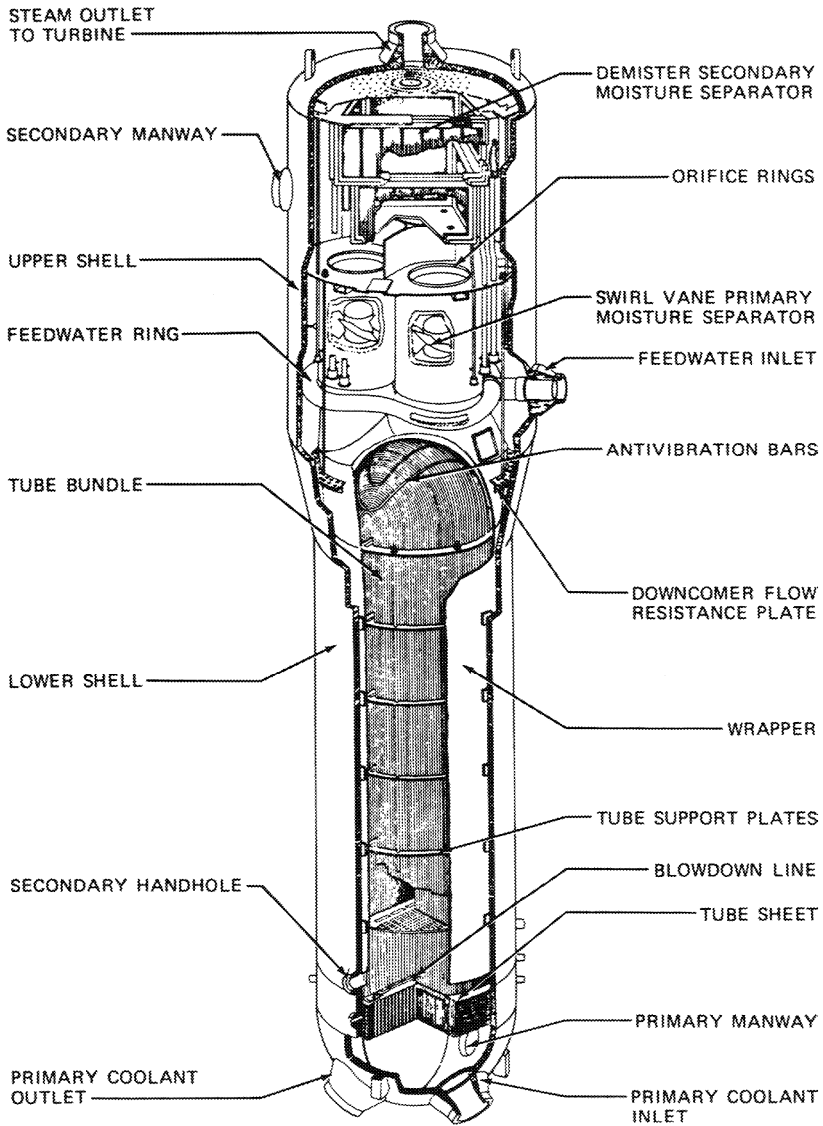 STEAM OUTLET
TO TURBINE
DEMISTER SECONDARY
MOISTURE SEPARATOR
SECONDARY MANWAY
ORIFICE RINGS
UPPER SHELL
SWIRL VANE PRIMARY
MOISTURE SEPARATOR
FEEDWATER RING
FEEDWATER INLET
ANTIVIBRATION BARS
TUBE BUNDLE
DOWNCOMER FLOW
RESISTANCE PLATE
LOWER SHELL
WRAPPER
TUBE SUPPORT PLATES
BLOWDOWN LINE
SECONDARY HANDHOLE
TUBE SHEET
PRIMARY MANWAY
PRIMARY COOLANT
OUTLET
PRIMARY COOLANT
INLET